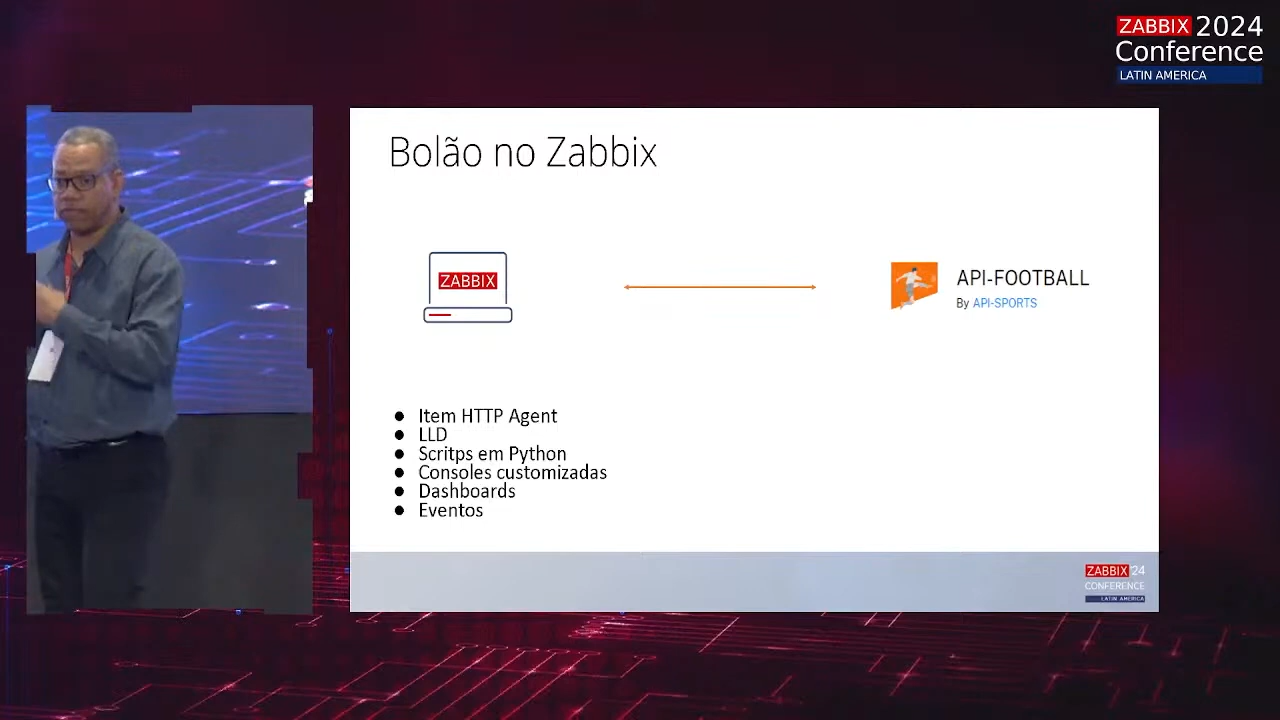 ZABBIX 2024
Conference
LATIN AMERICA
Bolão no Zabbix
ZABBIX
API-FOOTBALL
By API-SPORTS
● Item HTTP Agent
● LLD
● Scritps em Python
● Consoles customizadas
● Dashboards
● Eventos
ZABBIX '24
CONFERENCE
LATIN AMERICA